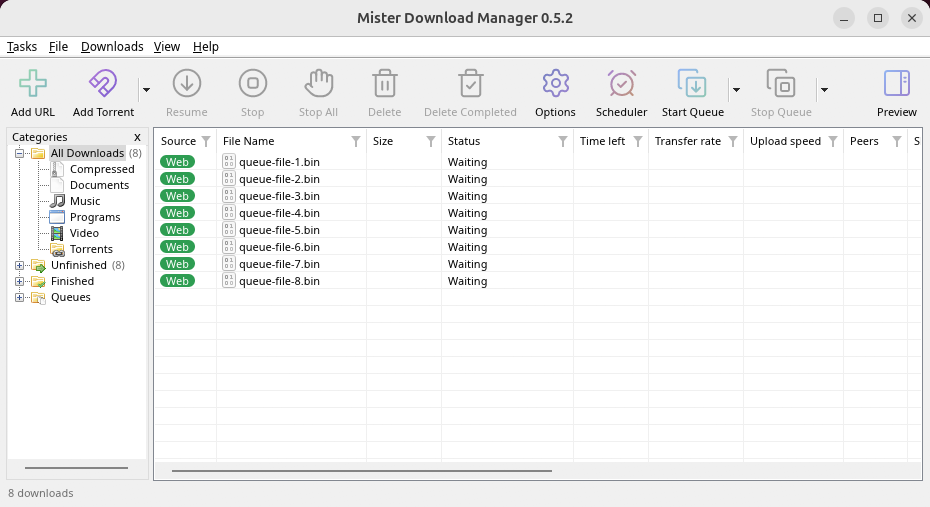 Mister Download Manager 0.5.2
Tasks File Downloads View Help
Add URL Add Torrent Resume Stop Stop All Delete Delete Completed Options Scheduler Start Queue Stop Queue Preview
Categories X
All Downloads (8)
Compressed
Documents
Music
Programs
Video
Torrents
Unfinished (8)
Finished
Queues
Source File Name Size Status Time left Transfer rate Upload speed Peers S
Web queue-file-1.bin Waiting
Web queue-file-2.bin Waiting
Web queue-file-3.bin Waiting
Web queue-file-4.bin Waiting
Web queue-file-5.bin Waiting
Web queue-file-6.bin Waiting
Web queue-file-7.bin Waiting
Web queue-file-8.bin Waiting
8 downloads